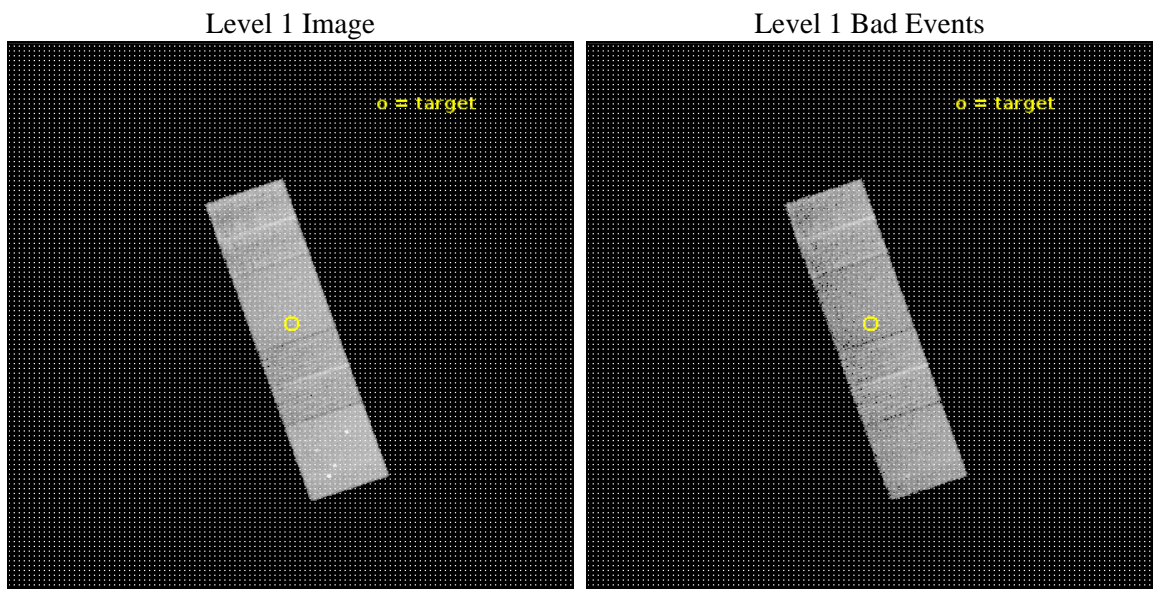 Level 1 Image
Level 1 Bad Events
o = target
o = target